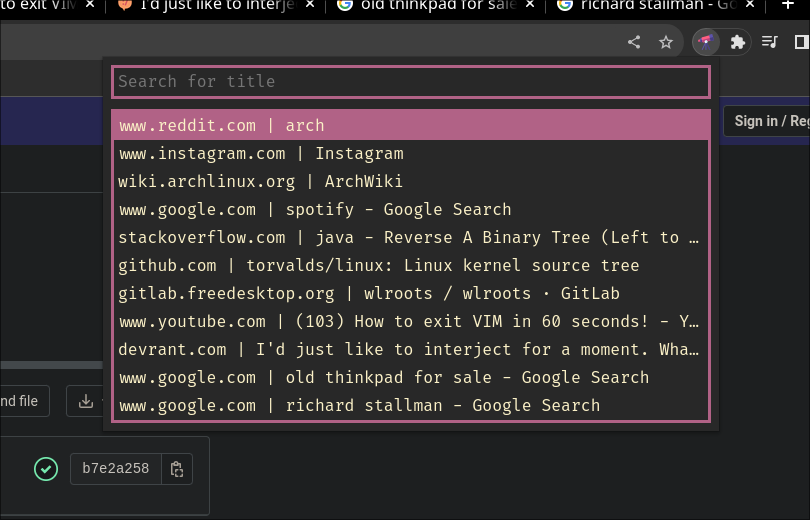 to exit VIM
I'd just like to interje
old thinkpad for sale
richard stallman - Go
Search for title
Sign in / Reg
www.reddit.com | arch
www.instagram.com | Instagram
wiki.archlinux.org | ArchWiki
www.google.com | spotify - Google Search
stackoverflow.com | java - Reverse A Binary Tree (Left to …
github.com | torvalds/linux: Linux kernel source tree
gitlab.freedesktop.org | wlroots / wlroots · GitLab
www.youtube.com | (103) How to exit VIM in 60 seconds! - Y…
devrant.com | I'd just like to interject for a moment. Wha…
www.google.com | old thinkpad for sale - Google Search
www.google.com | richard stallman - Google Search
nd file
b7e2a258